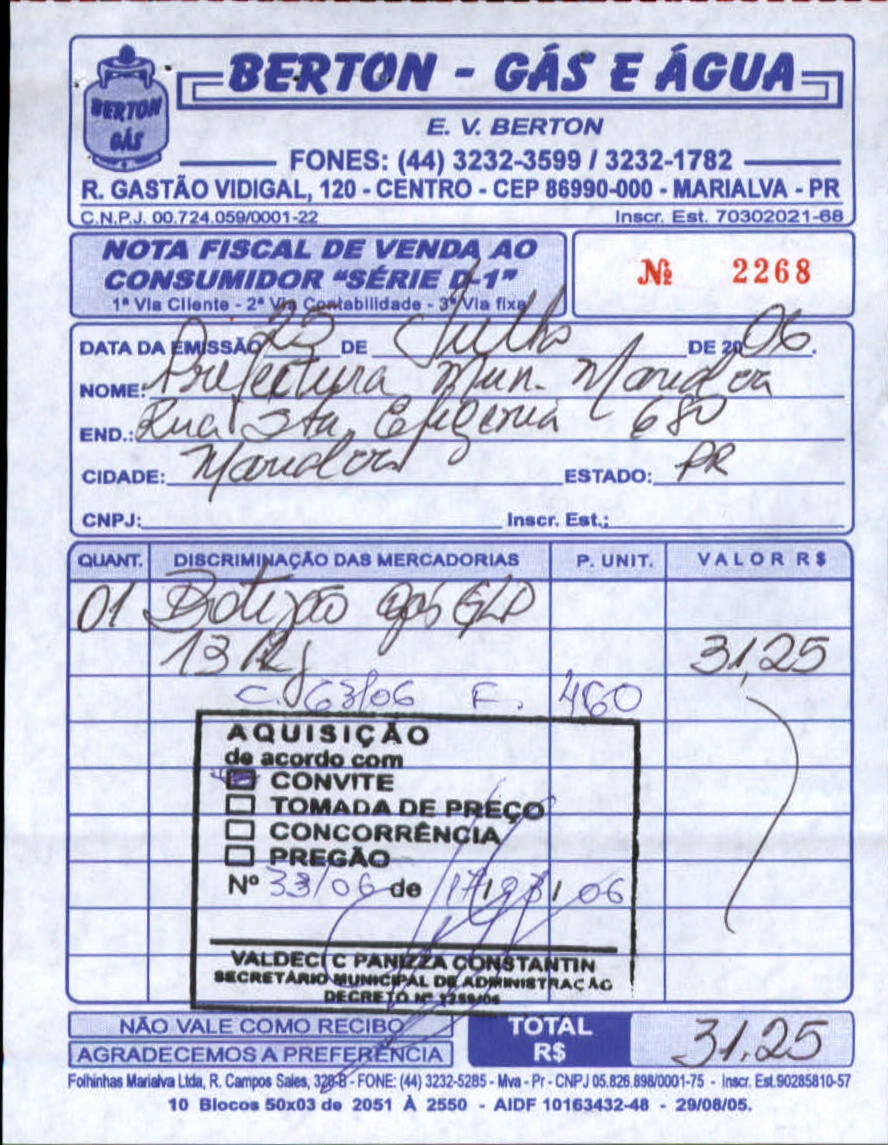 BERTON GÁS
BERTON - GÁS E ÁGUA
E. V. BERTON
FONES: (44) 3232-3599 / 3232-1782
R. GASTÃO VIDIGAL, 120 - CENTRO - CEP 86990-000 - MARIALVA - PR
C.N.P.J. 00.724.059/0001-22 Inscr. Est. 70302021-68
NOTA FISCAL DE VENDA AO
CONSUMIDOR "SÉRIE D-1"
1ª Via Cliente - 2ª Via Contabilidade - 3ª Via fixa
Nº 2268
DATA DA EMISSÃO 25 DE Julho DE 2006.
NOME: Prefectura Mun. Marialva
END.: Rua Sta. Efigenia 680
CIDADE: Marialva ESTADO: PR
CNPJ: Inscr. Est.:
QUANT. DISCRIMINAÇÃO DAS MERCADORIAS P. UNIT. VALOR R$
01 Botijão gás GLP
13 Kg 31,25
C. 63/06 F. 460
AQUISIÇÃO
de acordo com
CONVITE
TOMADA DE PREÇO
CONCORRÊNCIA
PREGÃO
Nº 33/06 de 17/ /06
VALDECI C PANIZZA CONSTANTIN
SECRETÁRIO MUNICIPAL DE ADMINISTRAÇÃO
DECRETO Nº
NÃO VALE COMO RECIBO
AGRADECEMOS A PREFERÊNCIA
TOTAL R$ 31,25
Folhinhas Marialva Ltda, R. Campos Sales, 328-B - FONE: (44) 3232-5285 - Mva - Pr - CNPJ 05.826.898/0001-75 - Inscr. Est.90285810-57
10 Blocos 50x03 de 2051 À 2550 - AIDF 10163432-48 - 29/08/05.